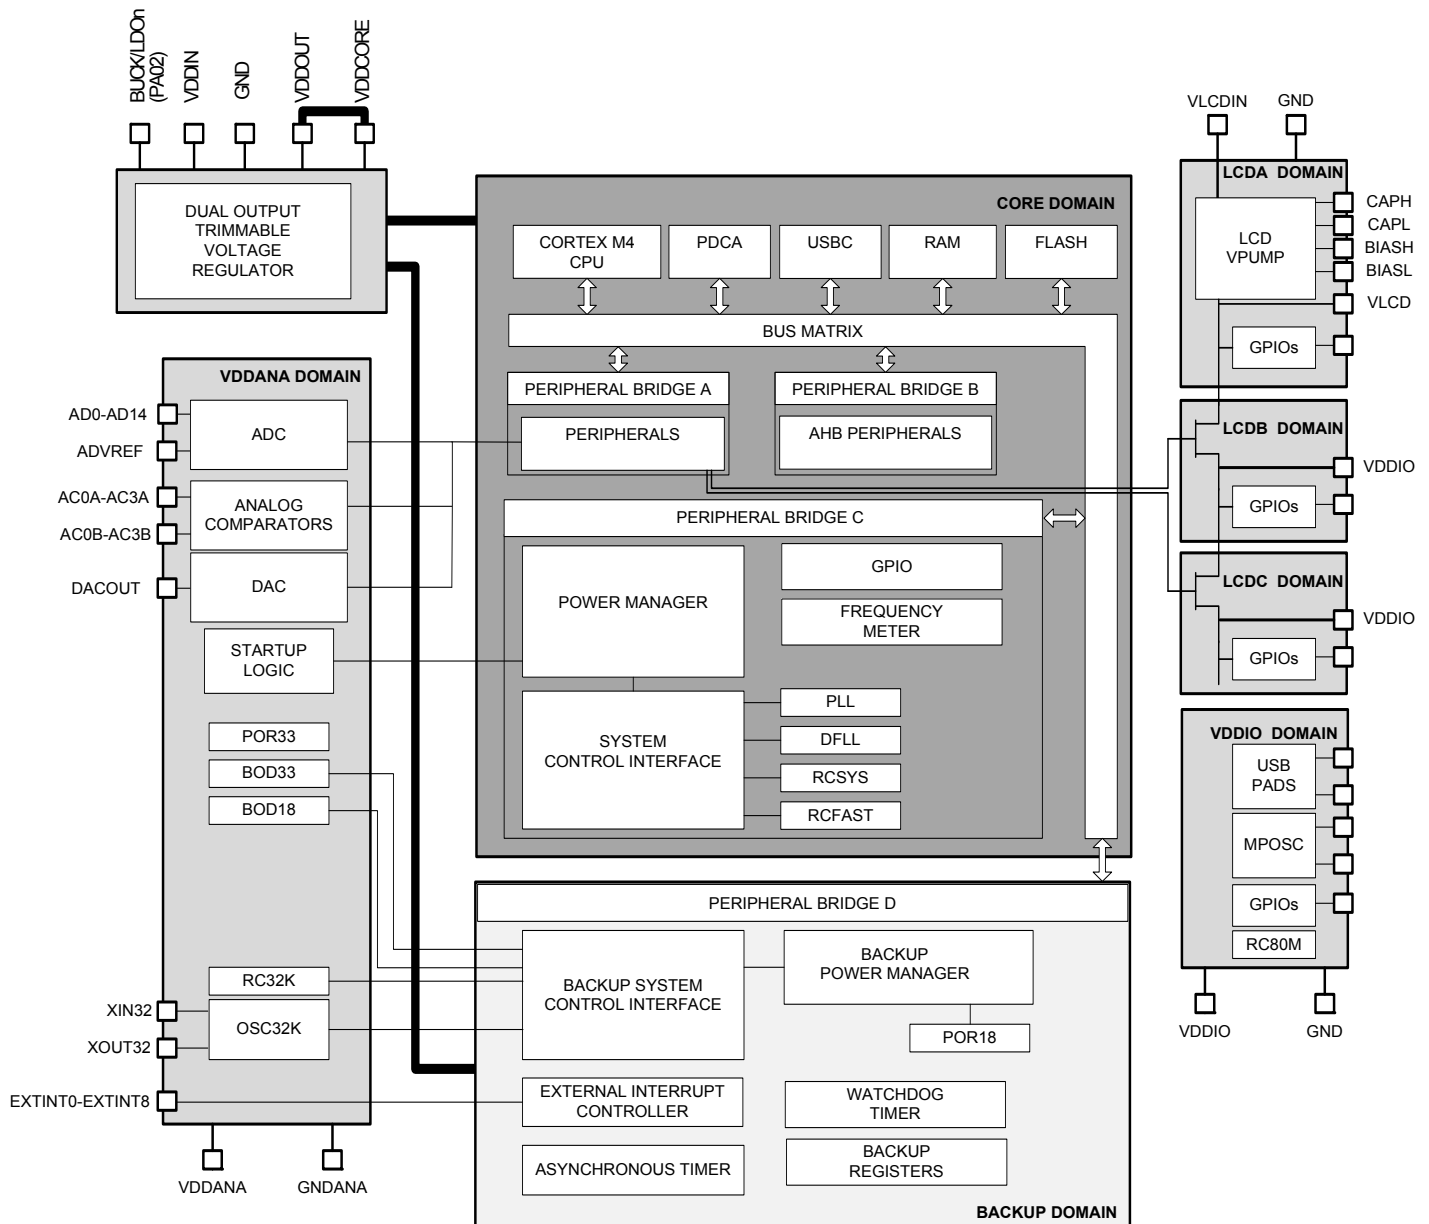 BUCK/LDOn
(PA02)
VDDIN
GND
VDDOUT
VDDCORE
DUAL OUTPUT
TRIMMABLE
VOLTAGE
REGULATOR
CORE DOMAIN
CORTEX M4
CPU
PDCA
USBC
RAM
FLASH
BUS MATRIX
PERIPHERAL BRIDGE A
PERIPHERALS
PERIPHERAL BRIDGE B
AHB PERIPHERALS
PERIPHERAL BRIDGE C
POWER MANAGER
GPIO
FREQUENCY
METER
SYSTEM
CONTROL INTERFACE
PLL
DFLL
RCSYS
RCFAST
VDDANA DOMAIN
AD0-AD14
ADVREF
ADC
AC0A-AC3A
AC0B-AC3B
ANALOG
COMPARATORS
DACOUT
DAC
STARTUP
LOGIC
POR33
BOD33
BOD18
RC32K
XIN32
XOUT32
OSC32K
EXTINT0-EXTINT8
VDDANA
GNDANA
PERIPHERAL BRIDGE D
BACKUP SYSTEM
CONTROL INTERFACE
BACKUP
POWER MANAGER
POR18
EXTERNAL INTERRUPT
CONTROLLER
WATCHDOG
TIMER
ASYNCHRONOUS TIMER
BACKUP
REGISTERS
BACKUP DOMAIN
VLCDIN
GND
LCDA DOMAIN
LCD
VPUMP
CAPH
CAPL
BIASH
BIASL
VLCD
GPIOs
LCDB DOMAIN
VDDIO
GPIOs
LCDC DOMAIN
VDDIO
GPIOs
VDDIO DOMAIN
USB
PADS
MPOSC
GPIOs
RC80M
VDDIO
GND